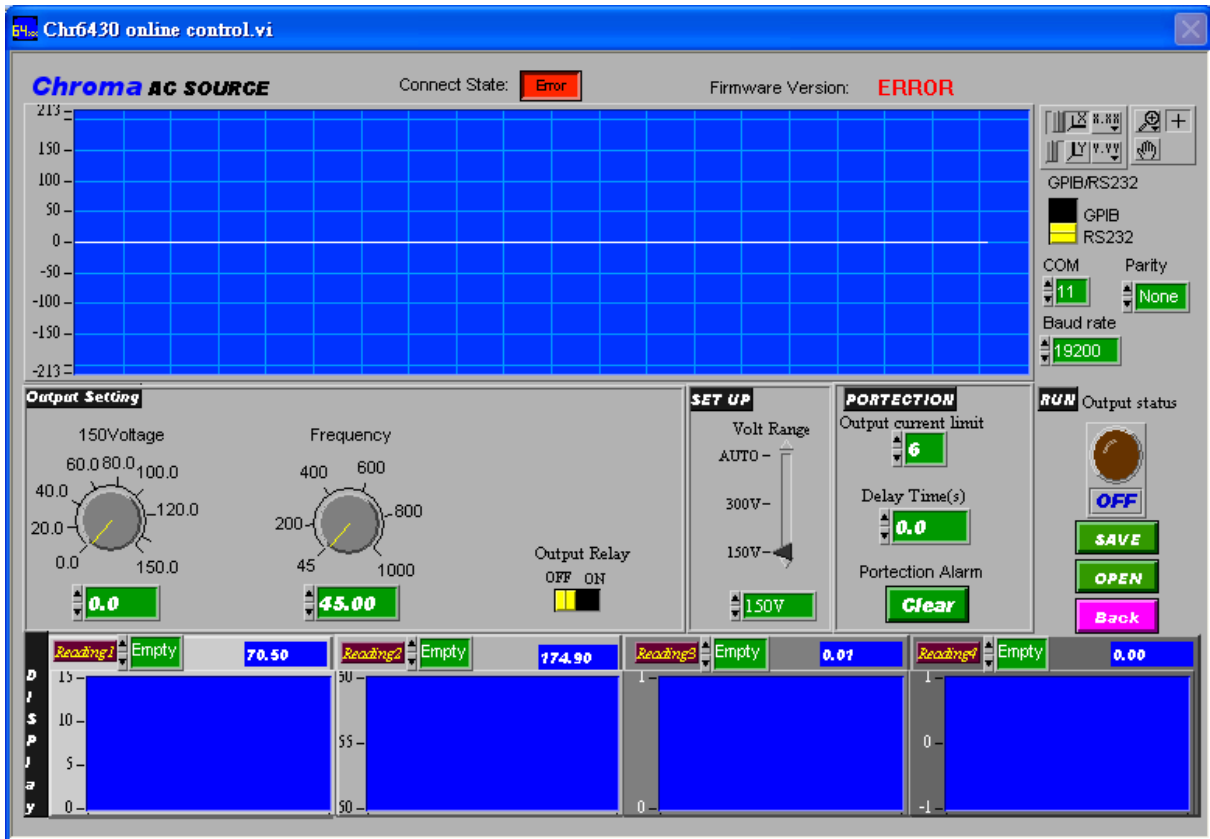 64xx Chr6430 online control.vi
Chroma AC SOURCE
Connect State: Error
Firmware Version: ERROR
213
150
100
50
0
-50
-100
-150
-213
X X.XX
Y Y.YY
GPIB/RS232
GPIB
RS232
COM Parity
11 None
Baud rate
19200
Output Setting
150Voltage
0.0 20.0 40.0 60.0 80.0 100.0 120.0 150.0
0.0
Frequency
45 200 400 600 800 1000
45.00
Output Relay
OFF ON
SET UP
Volt Range
AUTO
300V
150V
150V
PORTECTION
Output current limit
6
Delay Time(s)
0.0
Portection Alarm
Clear
RUN Output status
OFF
SAVE
OPEN
Back
Display
Reading1 Empty 70.50
15
10
5
0
Reading2 Empty 174.90
50
55
50
Reading3 Empty 0.01
1
0
Reading4 Empty 0.00
1
0
-1